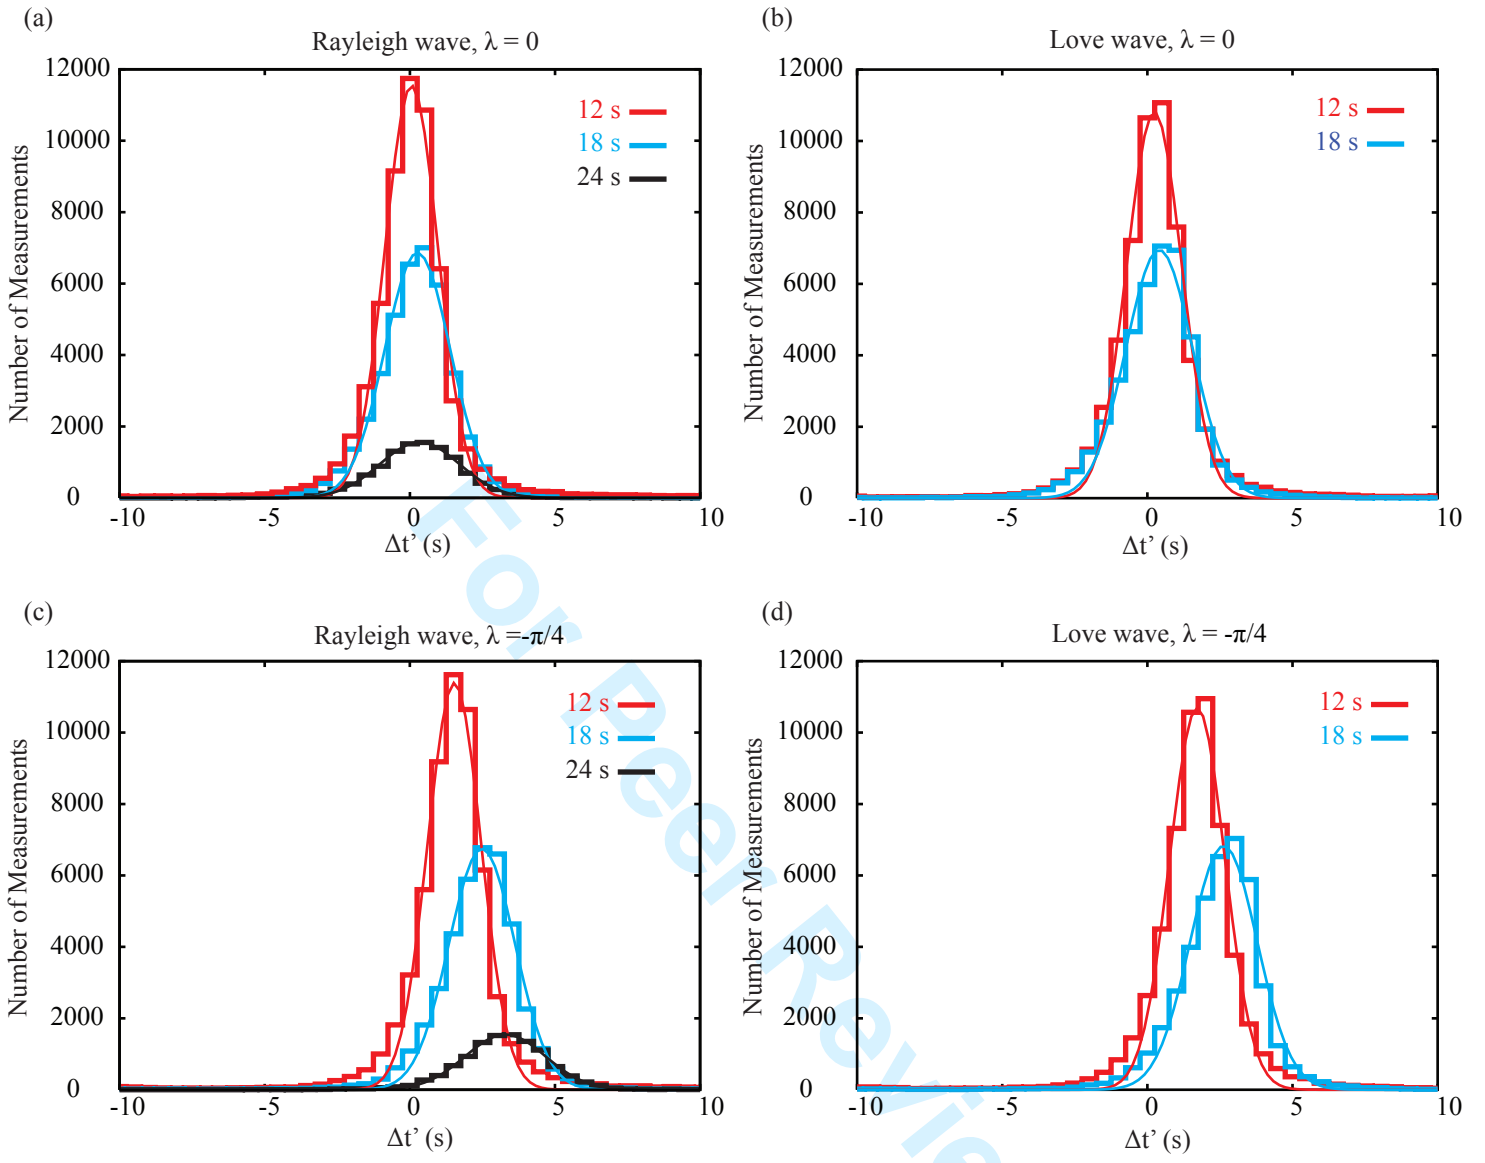 (a)
Rayleigh wave, λ = 0
12000
10000
8000
6000
4000
2000
0
Number of Measurements
12 s
18 s
24 s
-10 -5 0 5 10
Δt’ (s)
(b)
Love wave, λ = 0
12000
10000
8000
6000
4000
2000
0
Number of Measurements
12 s
18 s
-10 -5 0 5 10
Δt’ (s)
(c)
Rayleigh wave, λ =-π/4
12000
10000
8000
6000
4000
2000
0
Number of Measurements
12 s
18 s
24 s
-10 -5 0 5 10
Δt’ (s)
(d)
Love wave, λ = -π/4
12000
10000
8000
6000
4000
2000
0
Number of Measurements
12 s
18 s
-10 -5 0 5 10
Δt’ (s)
For Peer Revie